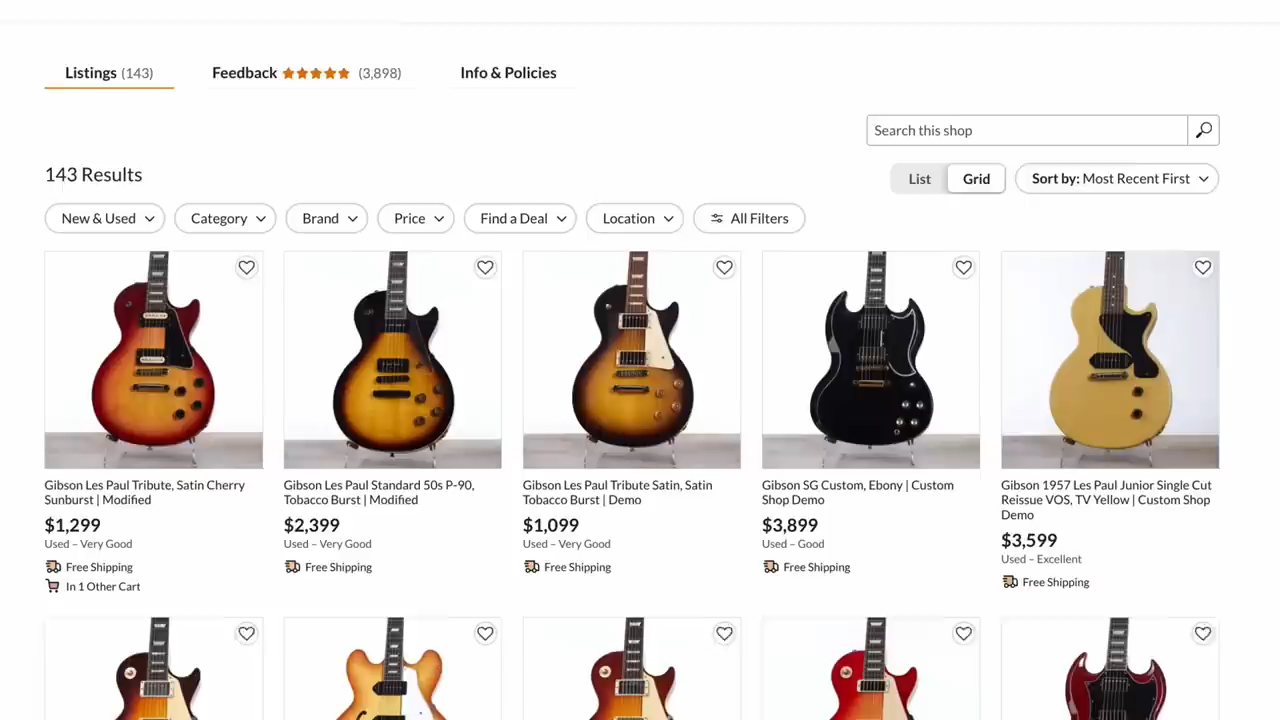 Listings (143)
Feedback (3,898)
Info & Policies
Search this shop
143 Results
List
Grid
Sort by: Most Recent First
New & Used
Category
Brand
Price
Find a Deal
Location
All Filters
Gibson Les Paul Tribute, Satin Cherry
Sunburst | Modified
$1,299
Used – Very Good
Free Shipping
In 1 Other Cart
Gibson Les Paul Standard 50s P-90,
Tobacco Burst | Modified
$2,399
Used – Very Good
Free Shipping
Gibson Les Paul Tribute Satin, Satin
Tobacco Burst | Demo
$1,099
Used – Very Good
Free Shipping
Gibson SG Custom, Ebony | Custom
Shop Demo
$3,899
Used – Good
Free Shipping
Gibson 1957 Les Paul Junior Single Cut
Reissue VOS, TV Yellow | Custom Shop
Demo
$3,599
Used – Excellent
Free Shipping